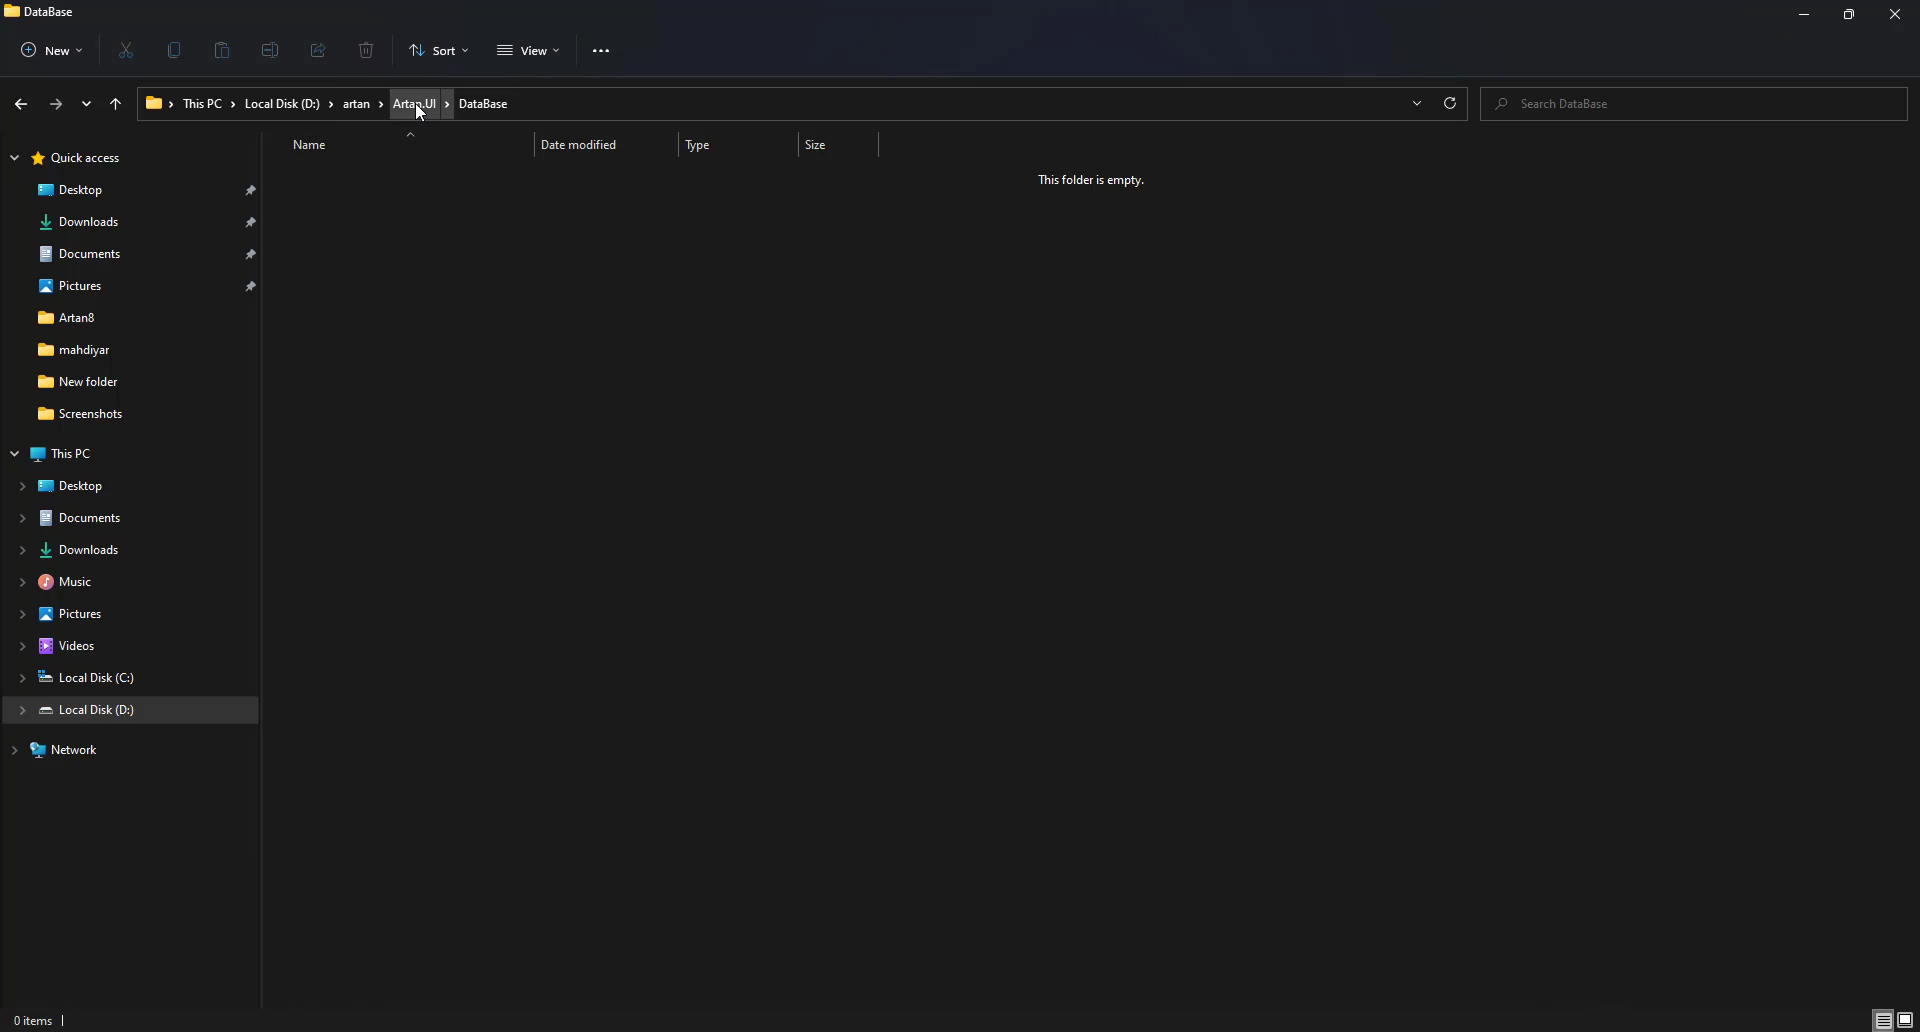 DataBase
New
Sort
View
This PC
Local Disk (D:)
artan
Artan.UI
DataBase
Search DataBase
Name
Date modified
Type
Size
This folder is empty.
Quick access
Desktop
Downloads
Documents
Pictures
Artan8
mahdiyar
New folder
Screenshots
This PC
Desktop
Documents
Downloads
Music
Pictures
Videos
Local Disk (C:)
Local Disk (D:)
Network
0 items